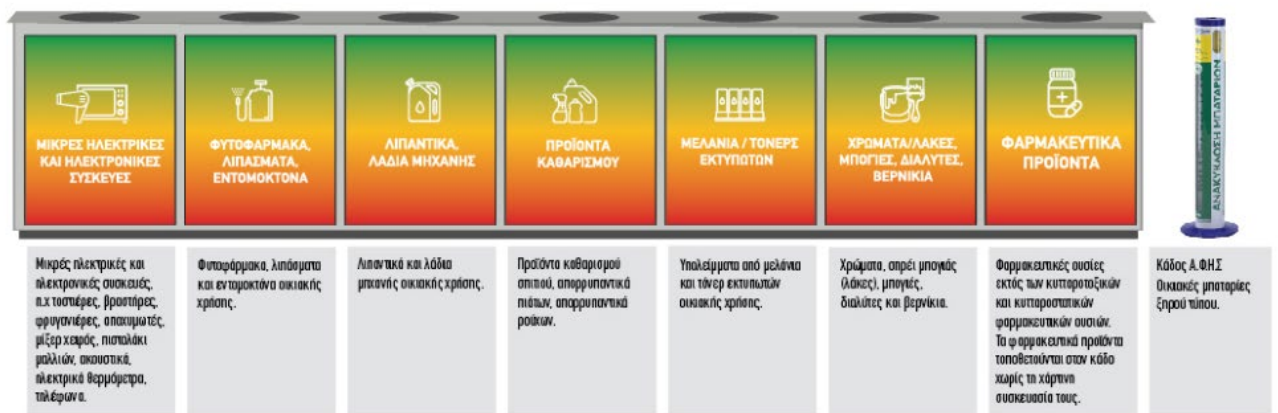 ΜΙΚΡΕΣ ΗΛΕΚΤΡΙΚΕΣ
ΚΑΙ ΗΛΕΚΤΡΟΝΙΚΕΣ
ΣΥΣΚΕΥΕΣ
ΦΥΤΟΦΑΡΜΑΚΑ,
ΛΙΠΑΣΜΑΤΑ,
ΕΝΤΟΜΟΚΤΟΝΑ
ΛΙΠΑΝΤΙΚΑ,
ΛΑΔΙΑ ΜΗΧΑΝΗΣ
ΠΡΟΪΟΝΤΑ
ΚΑΘΑΡΙΣΜΟΥ
ΜΕΛΑΝΙΑ / ΤΟΝΕΡΣ
ΕΚΤΥΠΩΤΩΝ
ΧΡΩΜΑΤΑ/ΛΑΚΕΣ,
ΜΠΟΓΙΕΣ, ΔΙΑΛΥΤΕΣ,
ΒΕΡΝΙΚΙΑ
ΦΑΡΜΑΚΕΥΤΙΚΑ
ΠΡΟΪΟΝΤΑ
ΑΝΑΚΥΚΛΩΣΗ ΜΠΑΤΑΡΙΩΝ
Μικρές ηλεκτρικές και
ηλεκτρονικές συσκευές,
π.χ τοστιέρες, βραστήρες,
φρυγανιέρες, αποχυμωτές,
μίξερ χειρός, πιστολάκι
μαλλιών, ακουστικά,
ηλεκτρικά θερμόμετρα,
τηλέφωνα.
Φυτοφάρμακα, λιπάσματα
και εντομοκτόνα οικιακής
χρήσης.
Λιπαντικά και λάδια
μηχανής οικιακής χρήσης.
Προϊόντα καθαρισμού
σπιτιού, απορρυπαντικά
πιάτων, απορρυπαντικά
ρούχων.
Υπολείμματα από μελάνια
και τόνερ εκτυπωτών
οικιακής χρήσης.
Χρώματα, σπρέι μπογιάς
(λάκες), μπογιές,
διαλύτες και βερνίκια.
Φαρμακευτικές ουσίες
εκτός των κυτταροτοξικών
και κυτταροστατικών
φαρμακευτικών ουσιών.
Τα φαρμακευτικά προϊόντα
τοποθετούνται στον κάδο
χωρίς τη χάρτινη
συσκευασία τους.
Κάδος Α.ΦΗ.Σ
Οικιακές μπαταρίες
ξηρού τύπου.